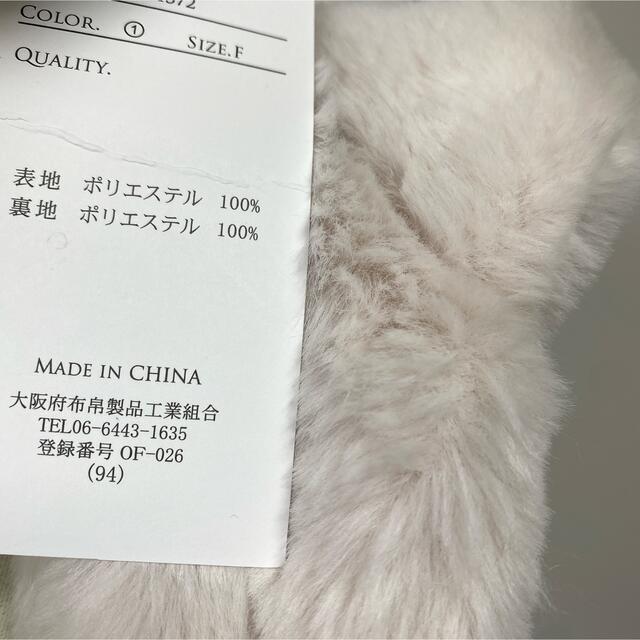 COLOR. ① SIZE.F
QUALITY.
表地 ポリエステル 100%
裏地 ポリエステル 100%
MADE IN CHINA
大阪府布帛製品工業組合
TEL06-6443-1635
登録番号 OF-026
(94)